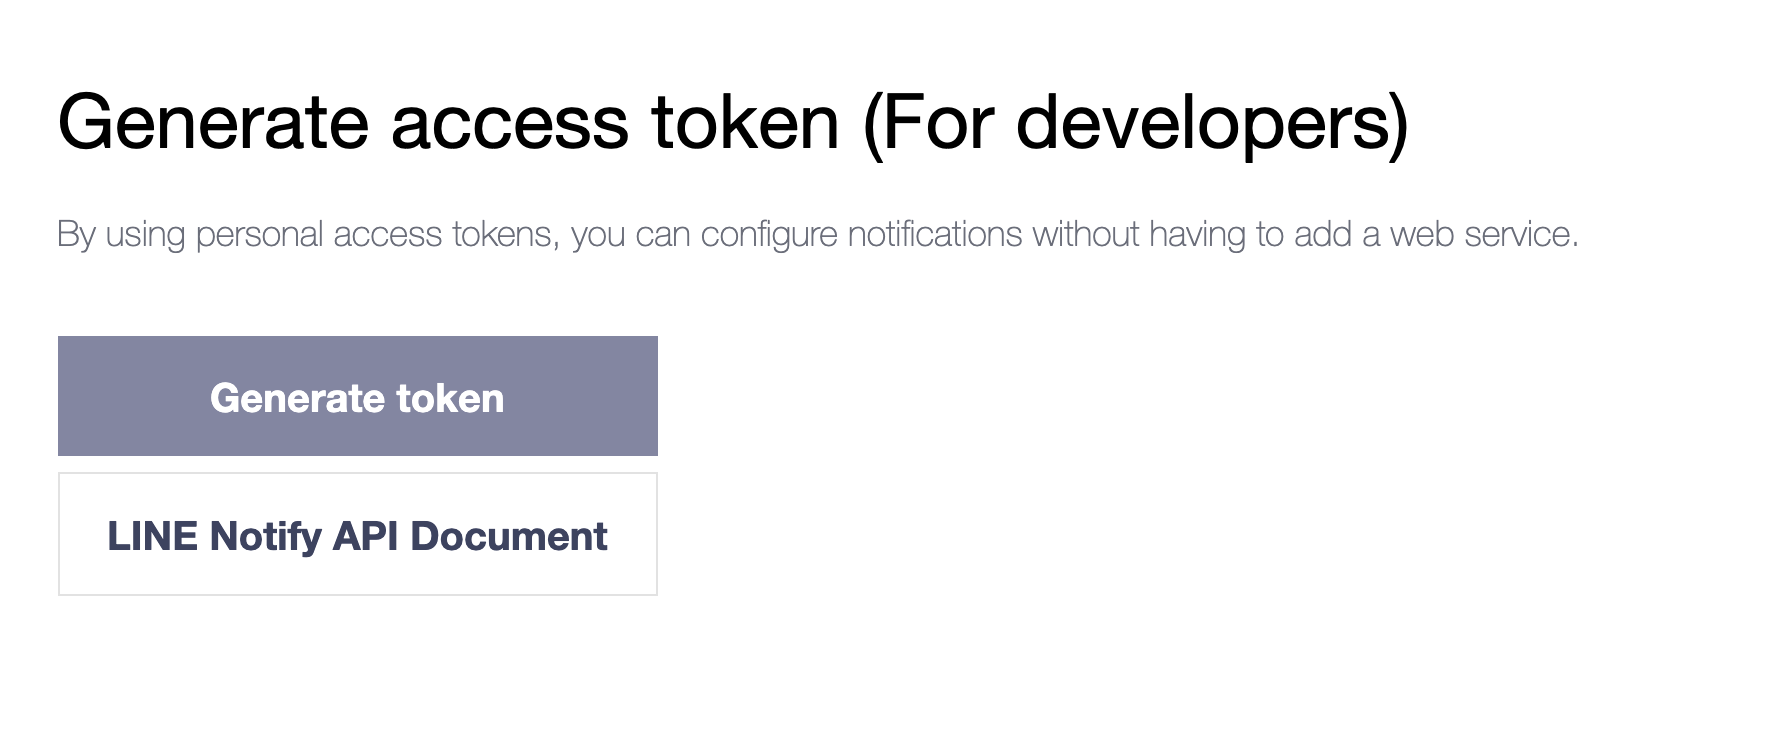 Generate access token (For developers)
By using personal access tokens, you can configure notifications without having to add a web service.
Generate token
LINE Notify API Document